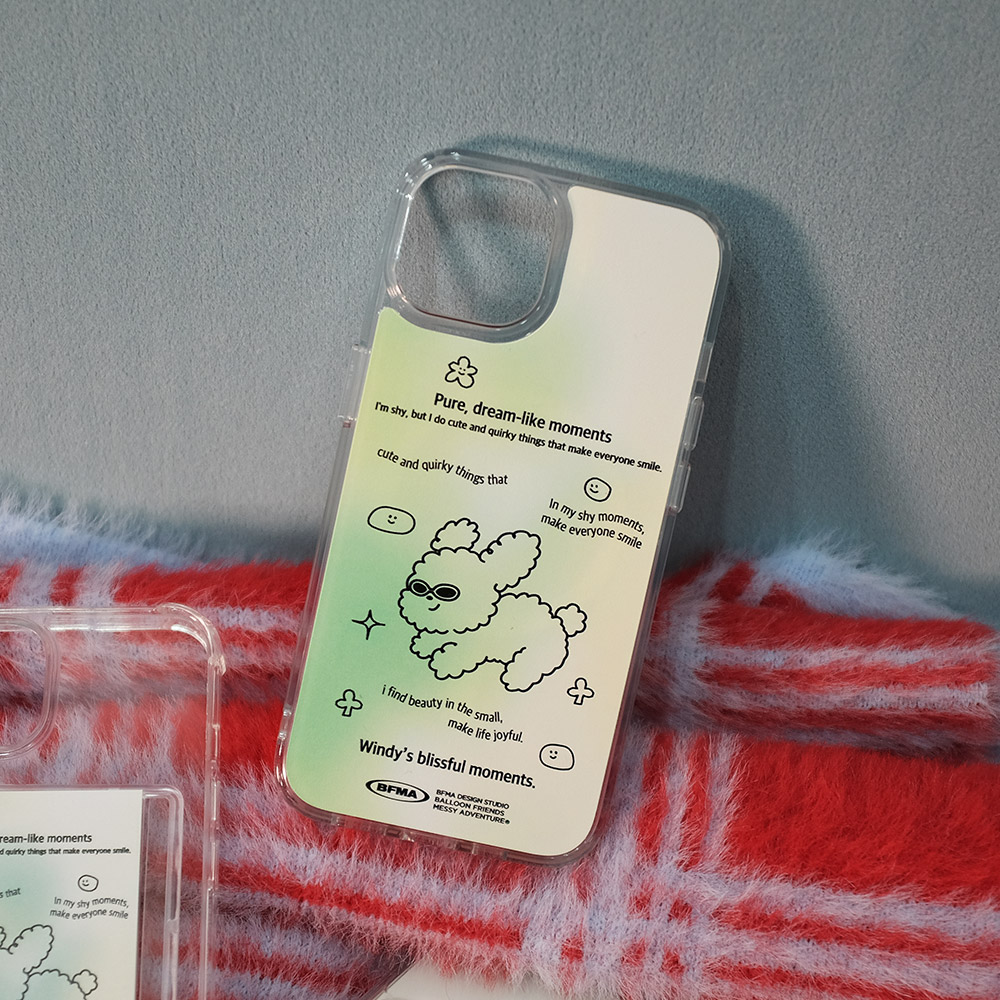 Pure, dream-like moments
I'm shy, but I do cute and quirky things that make everyone smile.
cute and quirky things that
In my shy moments,
make everyone smile
i find beauty in the small,
make life joyful.
Windy's blissful moments.
BFMA
BFMA DESIGN STUDIO
BALLOON FRIENDS
MESSY ADVENTURE®
ream-like moments
quirky things that make everyone smile.
s that
In my shy moments,
make everyone smile